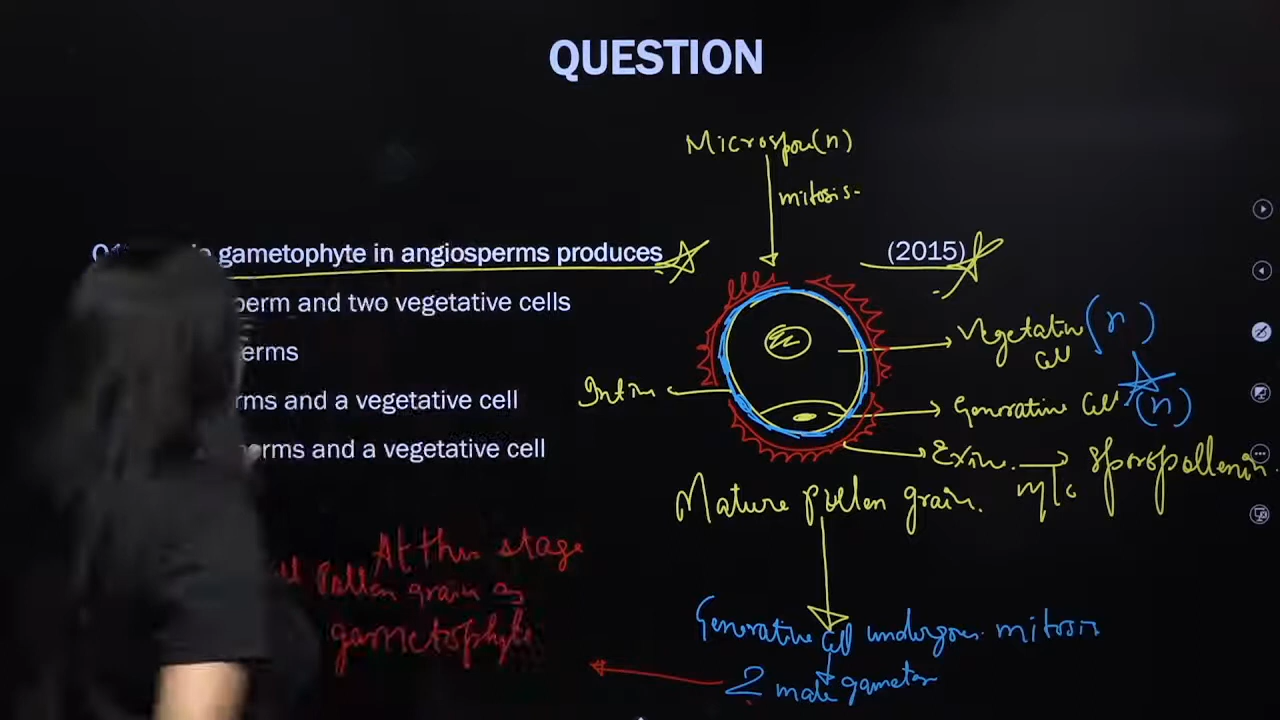 QUESTION
Microspore(n)
mitosis.
gametophyte in angiosperms produces
(2015)
sperm and two vegetative cells
erms
rms and a vegetative cell
erms and a vegetative cell
Vegetative Cell (n)
Intine
Generative Cell (n)
Exine → m/c sporopollenin.
Mature pollen grain.
At this stage
Pollen grain as
gametophyte
Generative Cell undergoes mitosis
2 male gametes